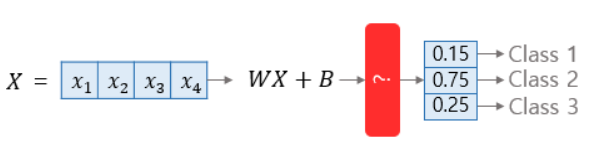 X = x₁ x₂ x₃ x₄ WX + B ?
0.15 Class 1
0.75 Class 2
0.25 Class 3